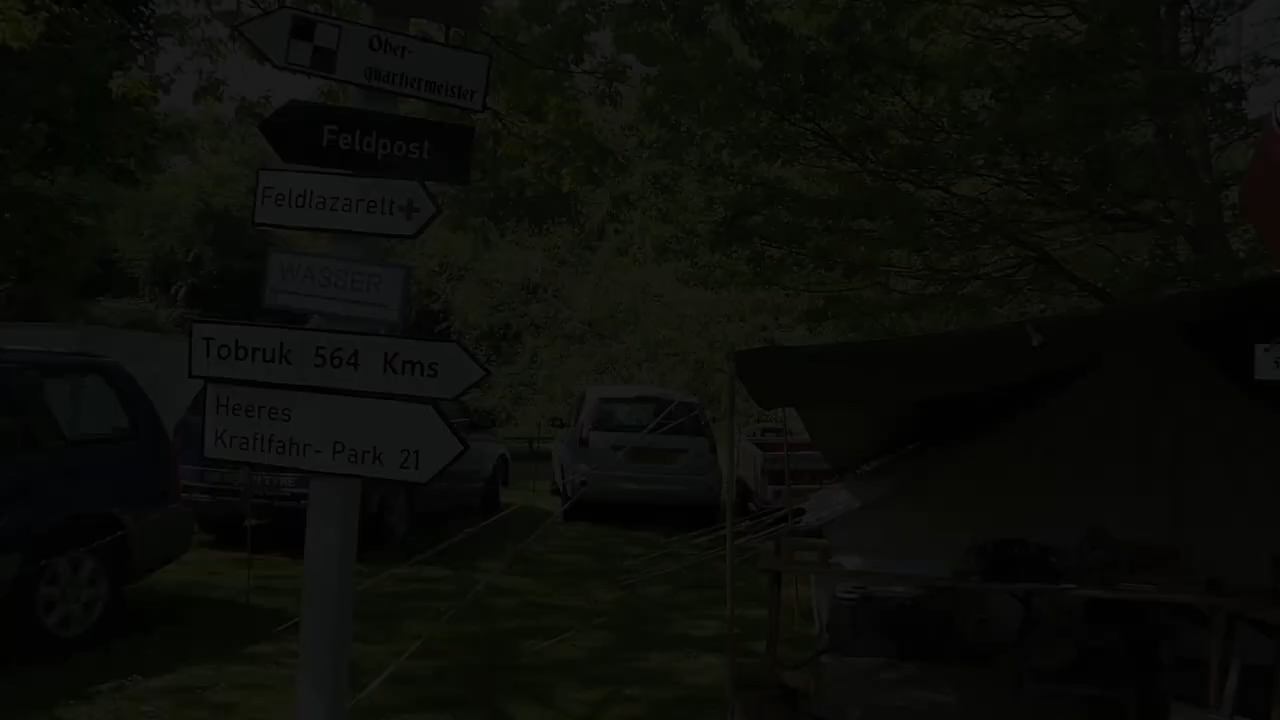 Ober-
Quartiermeister
Feldpost
Feldlazarett
WASSER
Tobruk 564 Kms
Heeres
Kraftfahr- Park 21